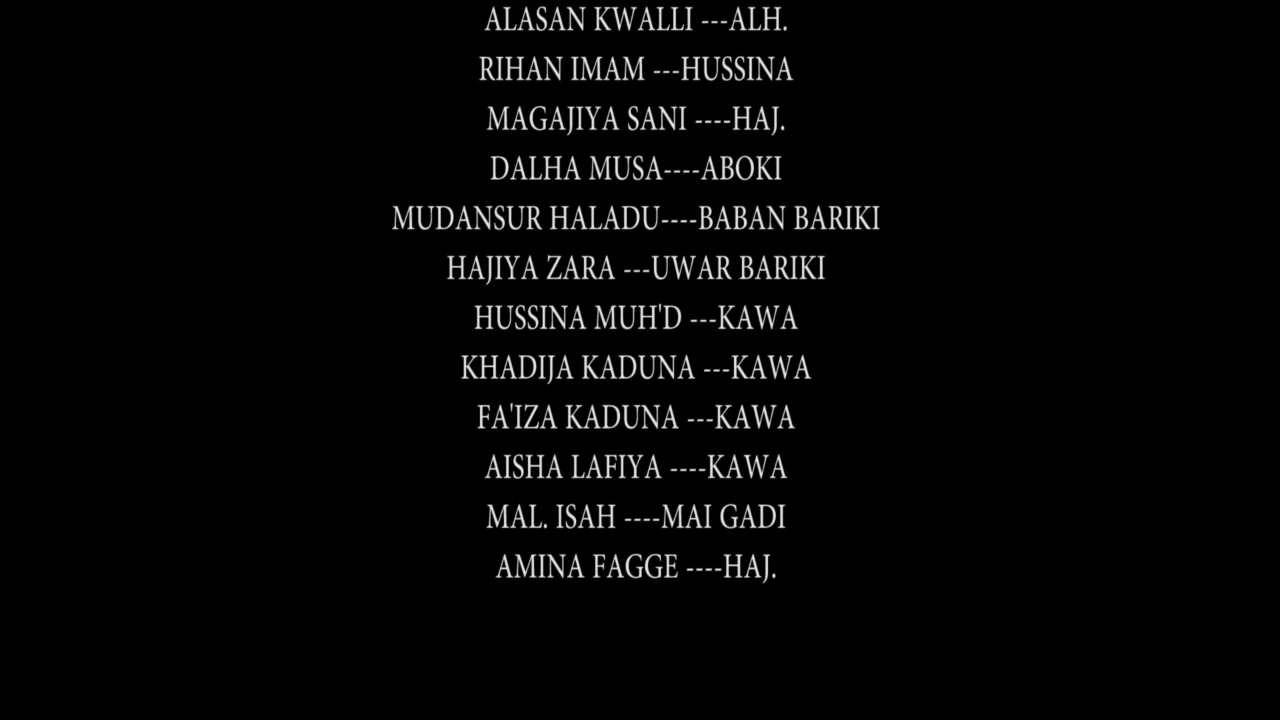 ALASAN KWALLI ---ALH.
RIHAN IMAM ---HUSSINA
MAGAJIYA SANI ----HAJ.
DALHA MUSA----ABOKI
MUDANSUR HALADU----BABAN BARIKI
HAJIYA ZARA ---UWAR BARIKI
HUSSINA MUH'D ---KAWA
KHADIJA KADUNA ---KAWA
FA'IZA KADUNA ---KAWA
AISHA LAFIYA ----KAWA
MAL. ISAH ----MAI GADI
AMINA FAGGE ----HAJ.